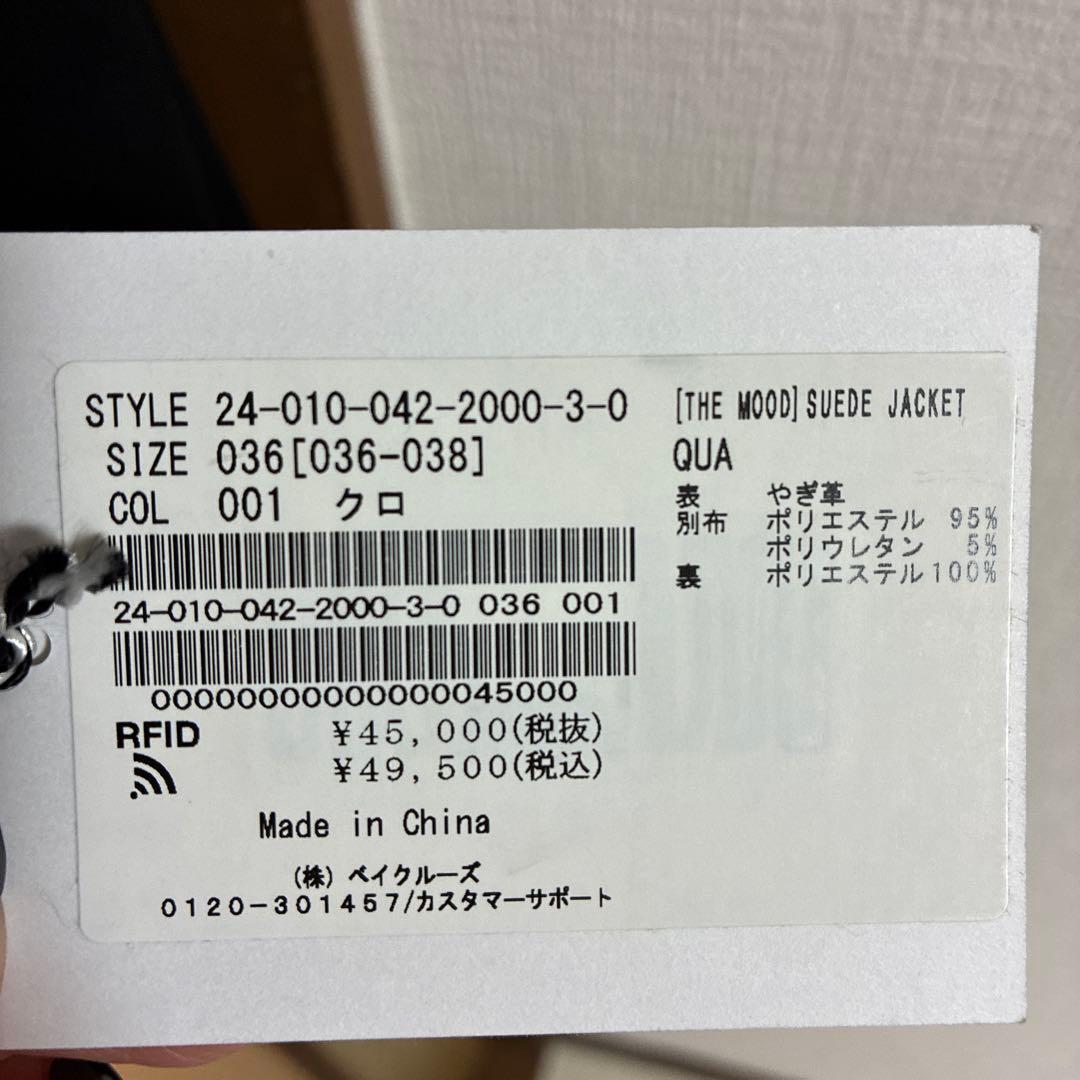 STYLE 24-010-042-2000-3-0
SIZE 036[036-038]
COL 001 クロ
24-010-042-2000-3-0 036 001
00000000000000045000
RFID
¥45,000(税抜)
¥49,500(税込)
Made in China
(株)ベイクルーズ
0120-301457/カスタマーサポート
[THE MOOD]SUEDE JACKET
QUA
表 やぎ革
別布 ポリエステル 95%
ポリウレタン 5%
裏 ポリエステル100%